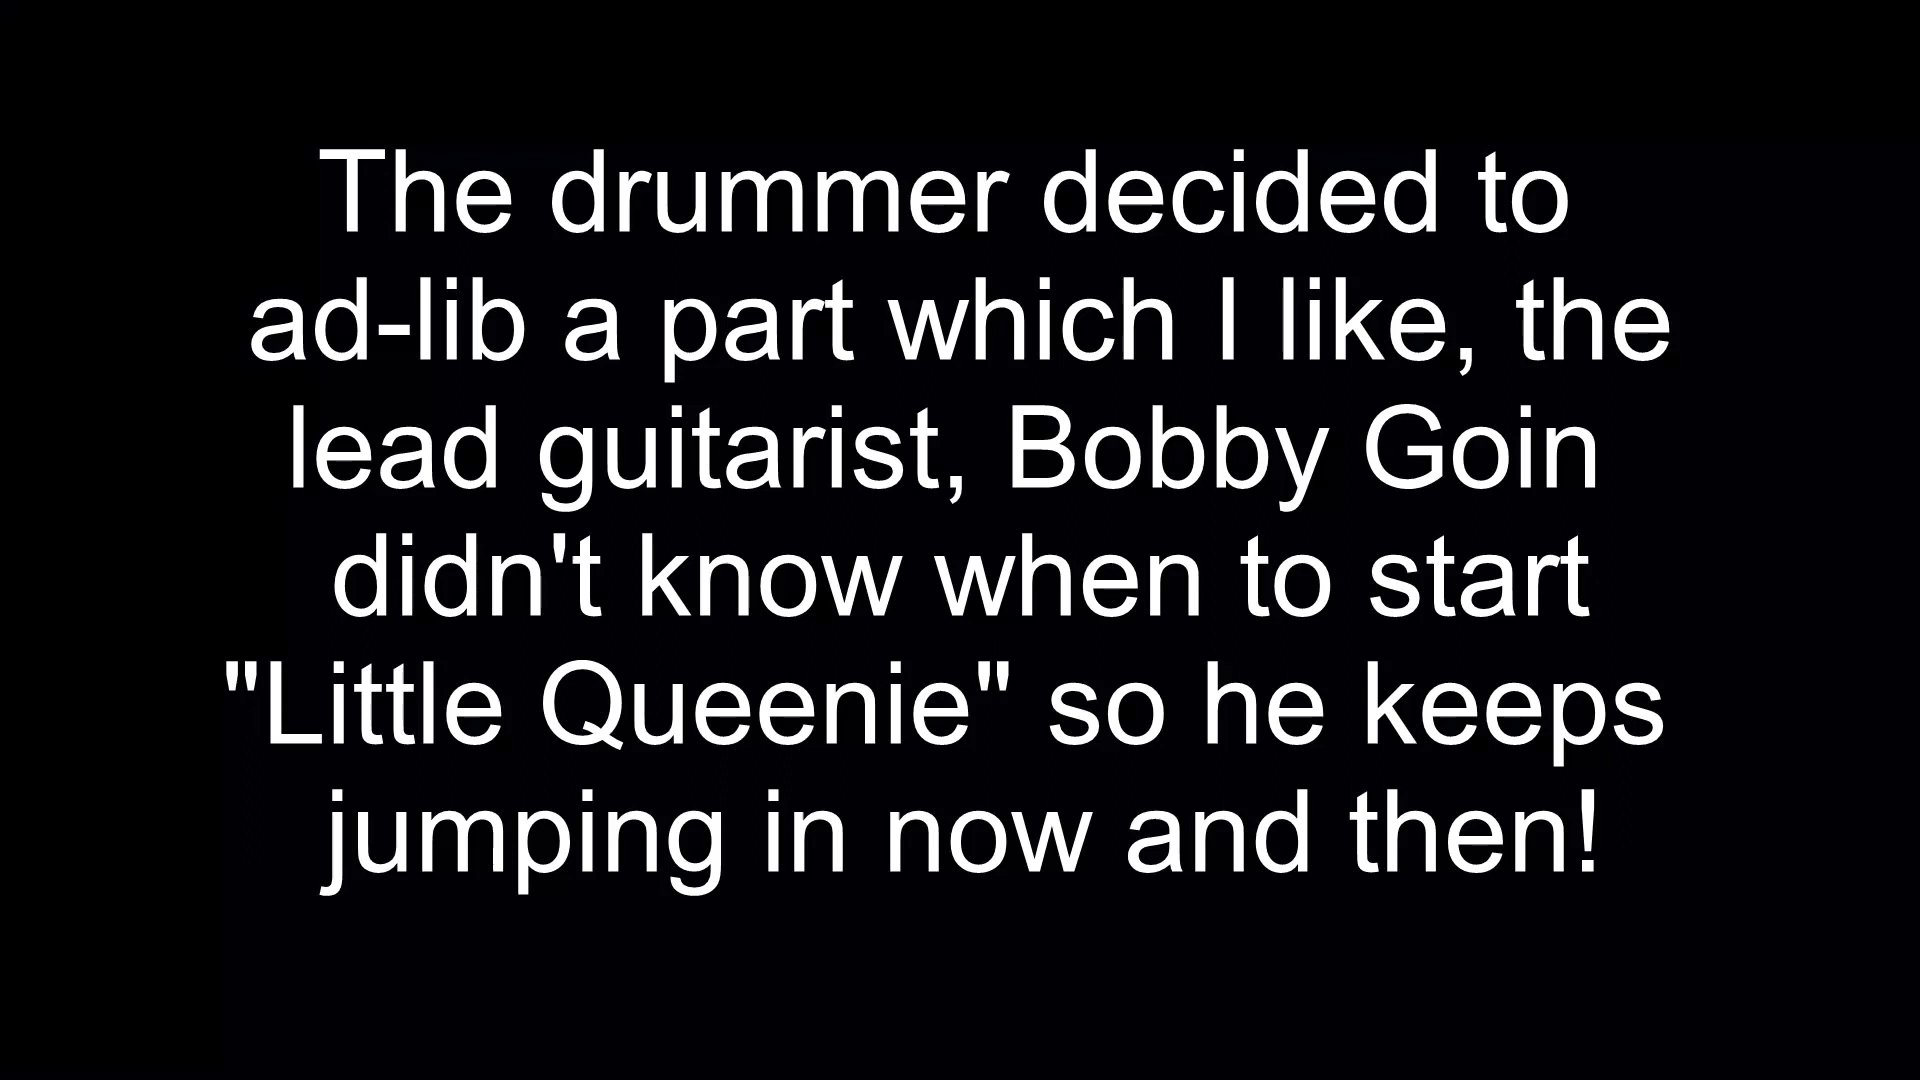 The drummer decided to
ad-lib a part which I like, the
lead guitarist, Bobby Goin
didn't know when to start
"Little Queenie" so he keeps
jumping in now and then!